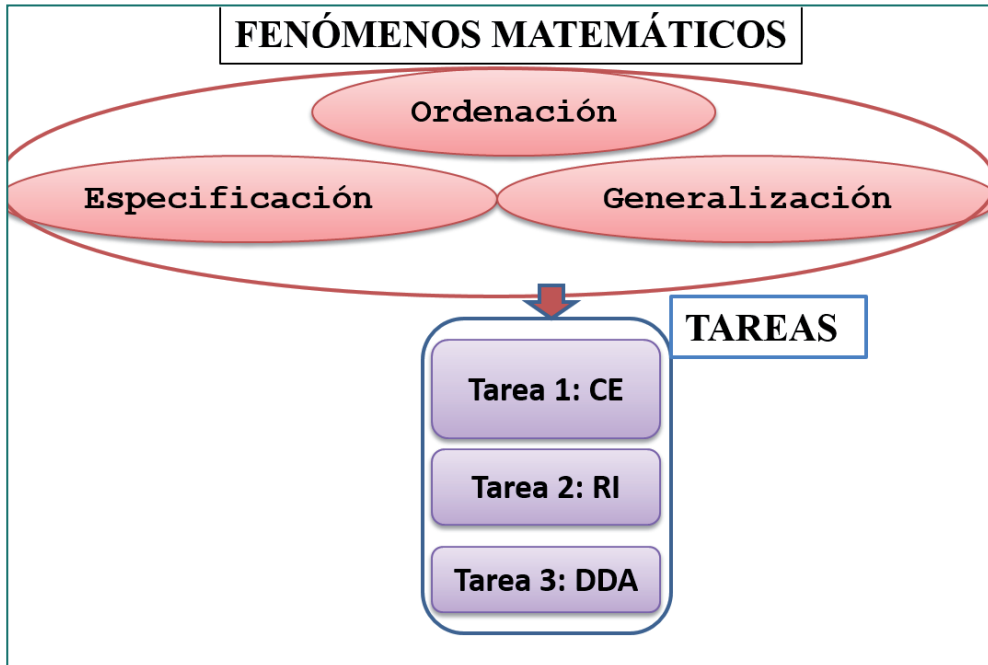 FENÓMENOS MATEMÁTICOS
Ordenación
Especificación
Generalización
TAREAS
Tarea 1: CE
Tarea 2: RI
Tarea 3: DDA